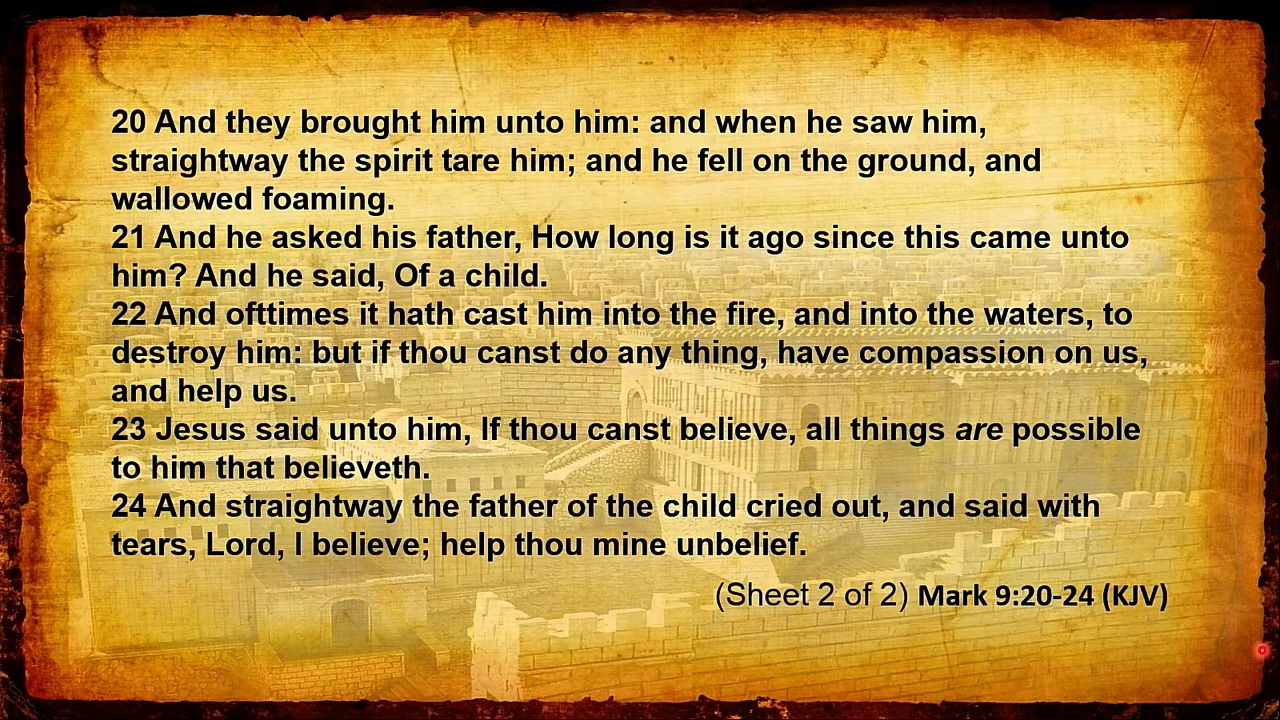 20 And they brought him unto him: and when he saw him,
straightway the spirit tare him; and he fell on the ground, and
wallowed foaming.
21 And he asked his father, How long is it ago since this came unto
him? And he said, Of a child.
22 And ofttimes it hath cast him into the fire, and into the waters, to
destroy him: but if thou canst do any thing, have compassion on us,
and help us.
23 Jesus said unto him, If thou canst believe, all things are possible
to him that believeth.
24 And straightway the father of the child cried out, and said with
tears, Lord, I believe; help thou mine unbelief.
(Sheet 2 of 2) Mark 9:20-24 (KJV)